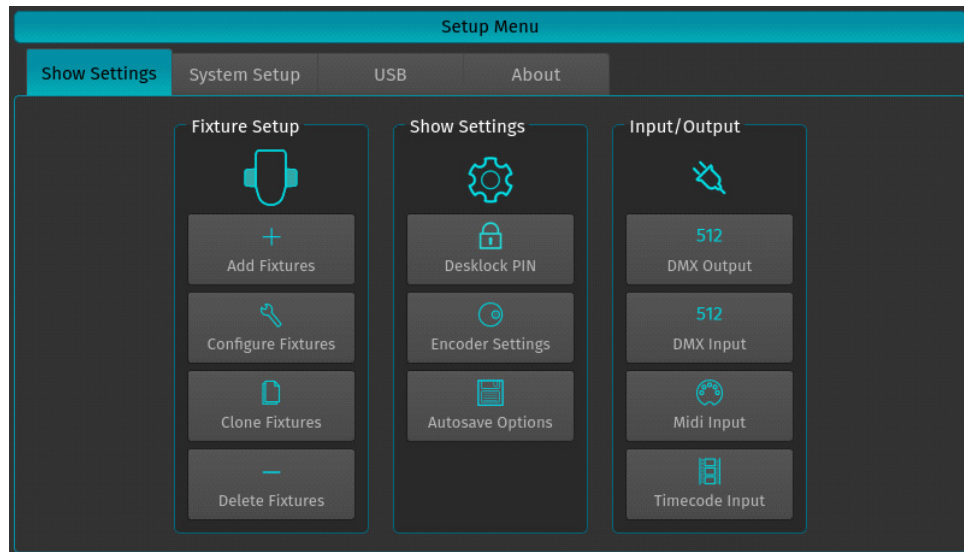 Setup Menu
Show Settings
System Setup
USB
About
Fixture Setup
Add Fixtures
Configure Fixtures
Clone Fixtures
Delete Fixtures
Show Settings
Desklock PIN
Encoder Settings
Autosave Options
Input/Output
512
DMX Output
512
DMX Input
Midi Input
Timecode Input